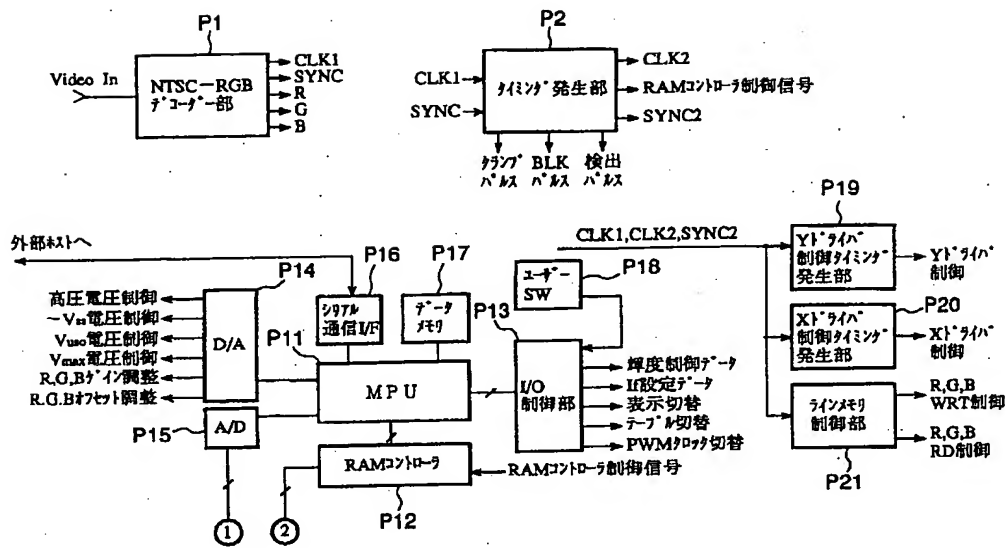 P1
Video In
NTSC－RGB
デコーダー部
CLK1
SYNC
R
G
B
P2
CLK1
SYNC
タイミング発生部
CLK2
RAMコントローラ制御信号
SYNC2
クランプ
パルス
BLK
パルス
検出
パルス
外部ホストへ
P14
高圧電圧制御
～Vss電圧制御
Vuso電圧制御
Vmax電圧制御
R,G,Bゲイン調整
R.G.Bオフセット調整
D/A
P15
A/D
①
P16
シリアル
通信I/F
P17
データ
メモリ
P11
MPU
RAMコントローラ
P12
②
RAMコントローラ制御信号
CLK1,CLK2,SYNC2
ユーザー
SW
P18
P13
I/O
制御部
輝度制御データ
If設定データ
表示切替
テーブル切替
PWMクロック切替
P19
Yドライバ
制御タイミング
発生部
Yドライバ
制御
P20
Xドライバ
制御タイミング
発生部
Xドライバ
制御
ラインメモリ
制御部
P21
R,G,B
WRT制御
R,G,B
RD制御